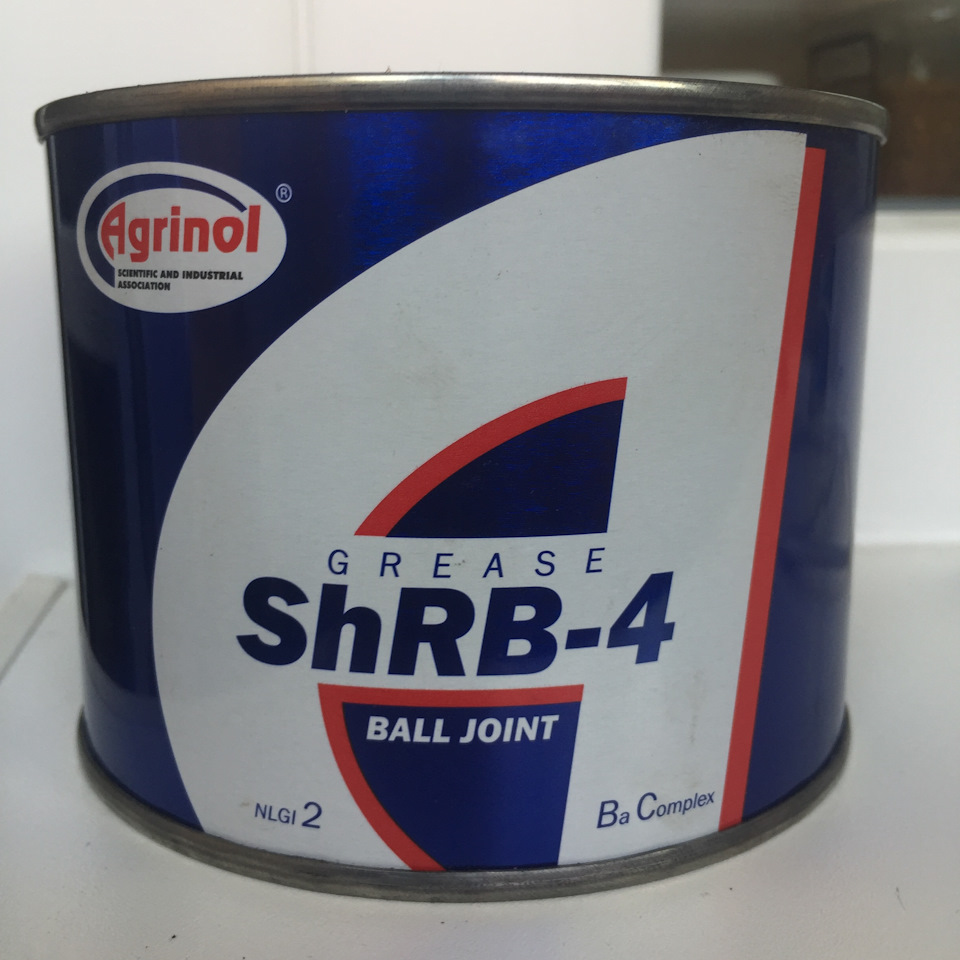 Agrinol ®
SCIENTIFIC AND INDUSTRIAL
ASSOCIATION
GREASE
ShRB-4
BALL JOINT
NLGI 2
Ba Complex